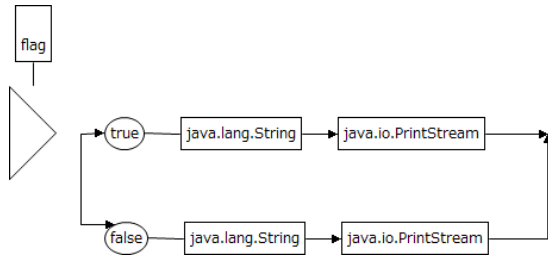 flag
true
java.lang.String
java.io.PrintStream
false
java.lang.String
java.io.PrintStream